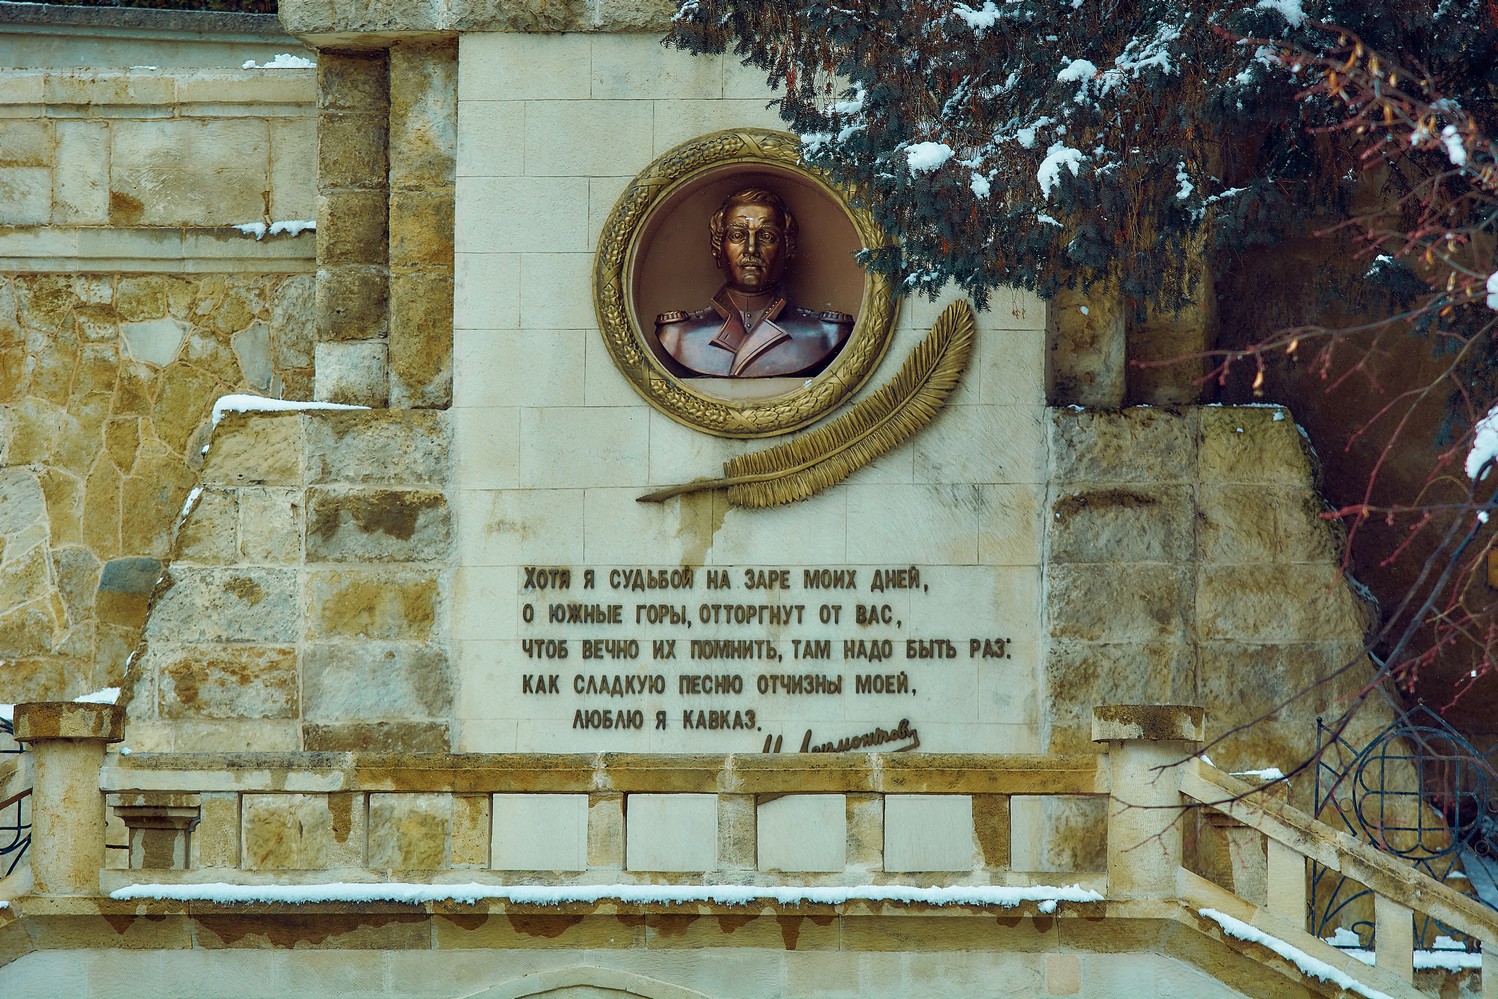 ХОТЯ Я СУДЬБОЙ НА ЗАРЕ МОИХ ДНЕЙ,
О ЮЖНЫЕ ГОРЫ, ОТТОРГНУТ ОТ ВАС,
ЧТОБ ВЕЧНО ИХ ПОМНИТЬ, ТАМ НАДО БЫТЬ РАЗ:
КАК СЛАДКУЮ ПЕСНЮ ОТЧИЗНЫ МОЕЙ,
ЛЮБЛЮ Я КАВКАЗ.
М. Лермонтов